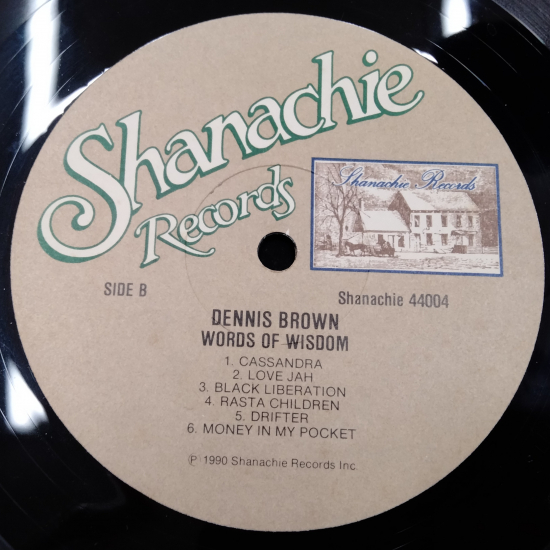 Shanachie
Records
Shanachie Records
SIDE B
Shanachie 44004
DENNIS BROWN
WORDS OF WISDOM
1. CASSANDRA
2. LOVE JAH
3. BLACK LIBERATION
4. RASTA CHILDREN
5. DRIFTER
6. MONEY IN MY POCKET
℗ 1990 Shanachie Records Inc.